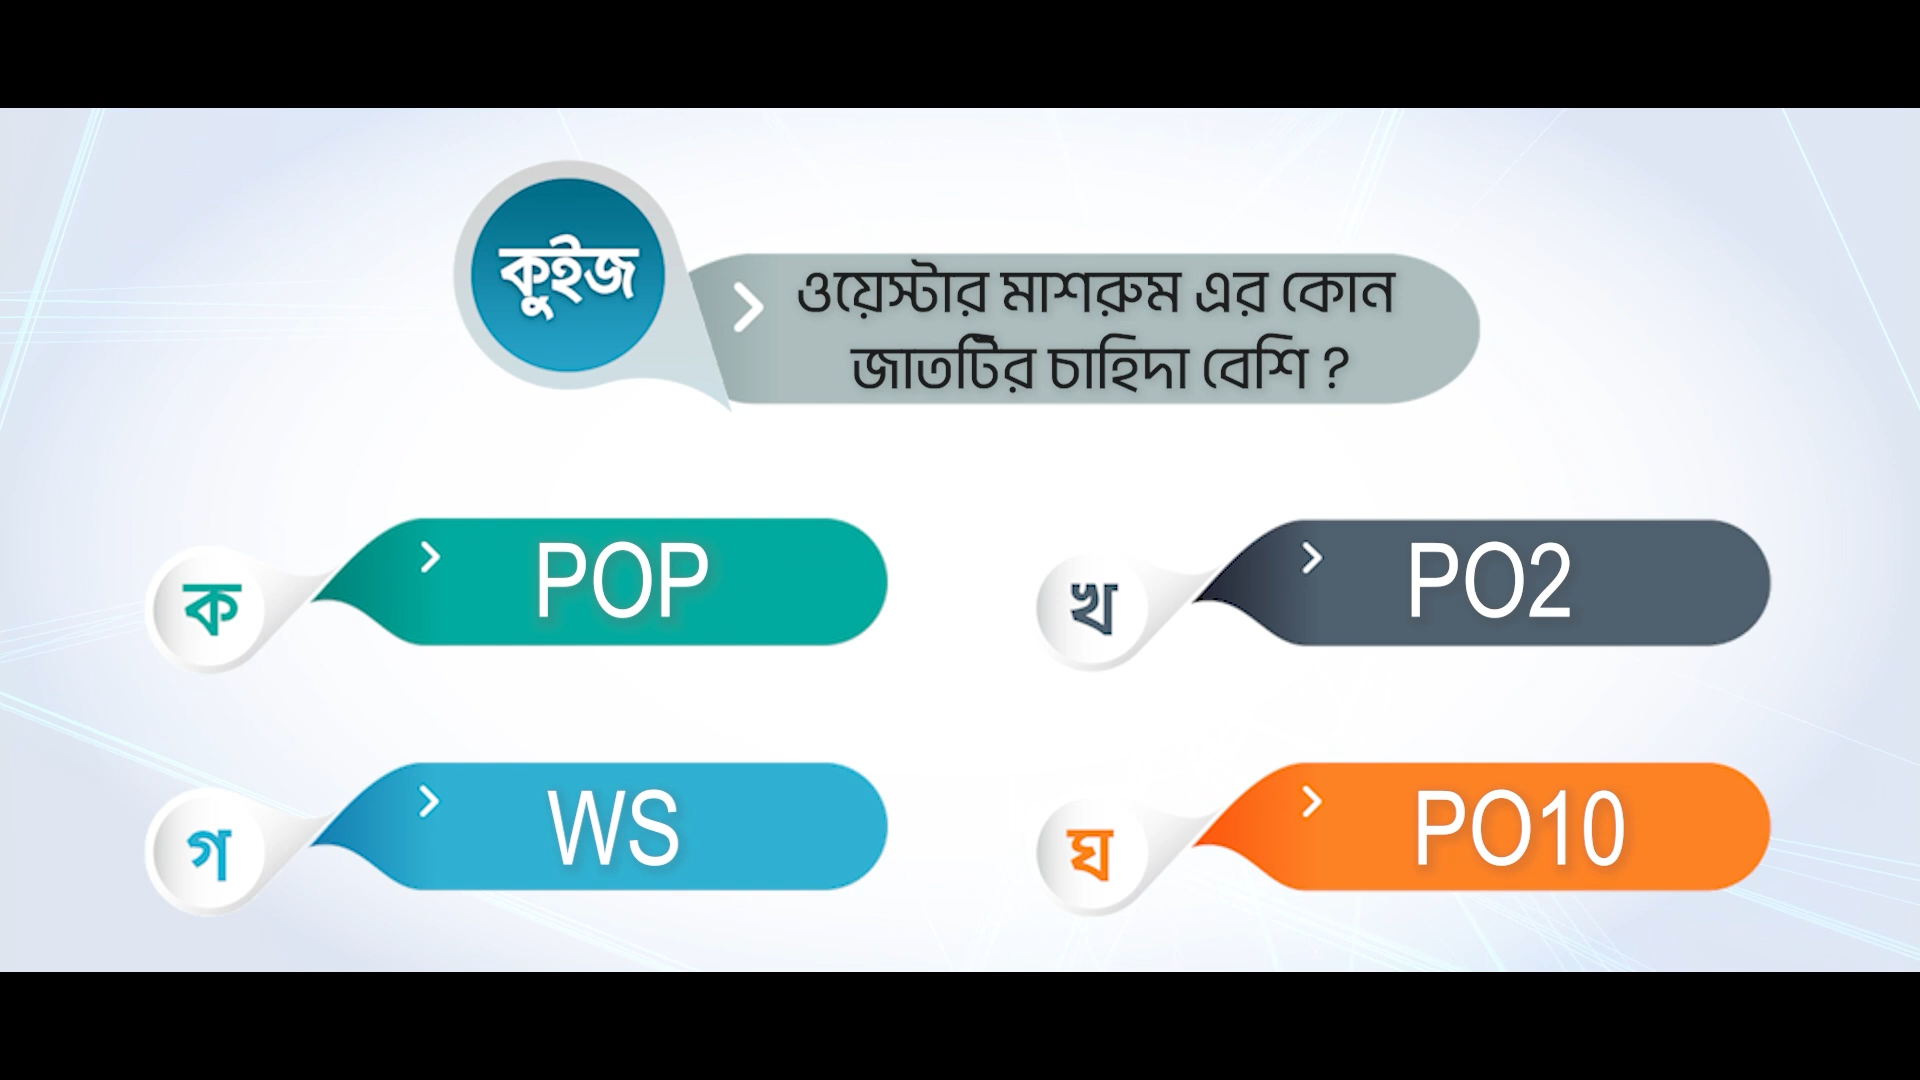 কুইজ
ওয়েস্টার মাশরুম এর কোন
জাতটির চাহিদা বেশি ?
ক
POP
খ
PO2
গ
WS
ঘ
PO10